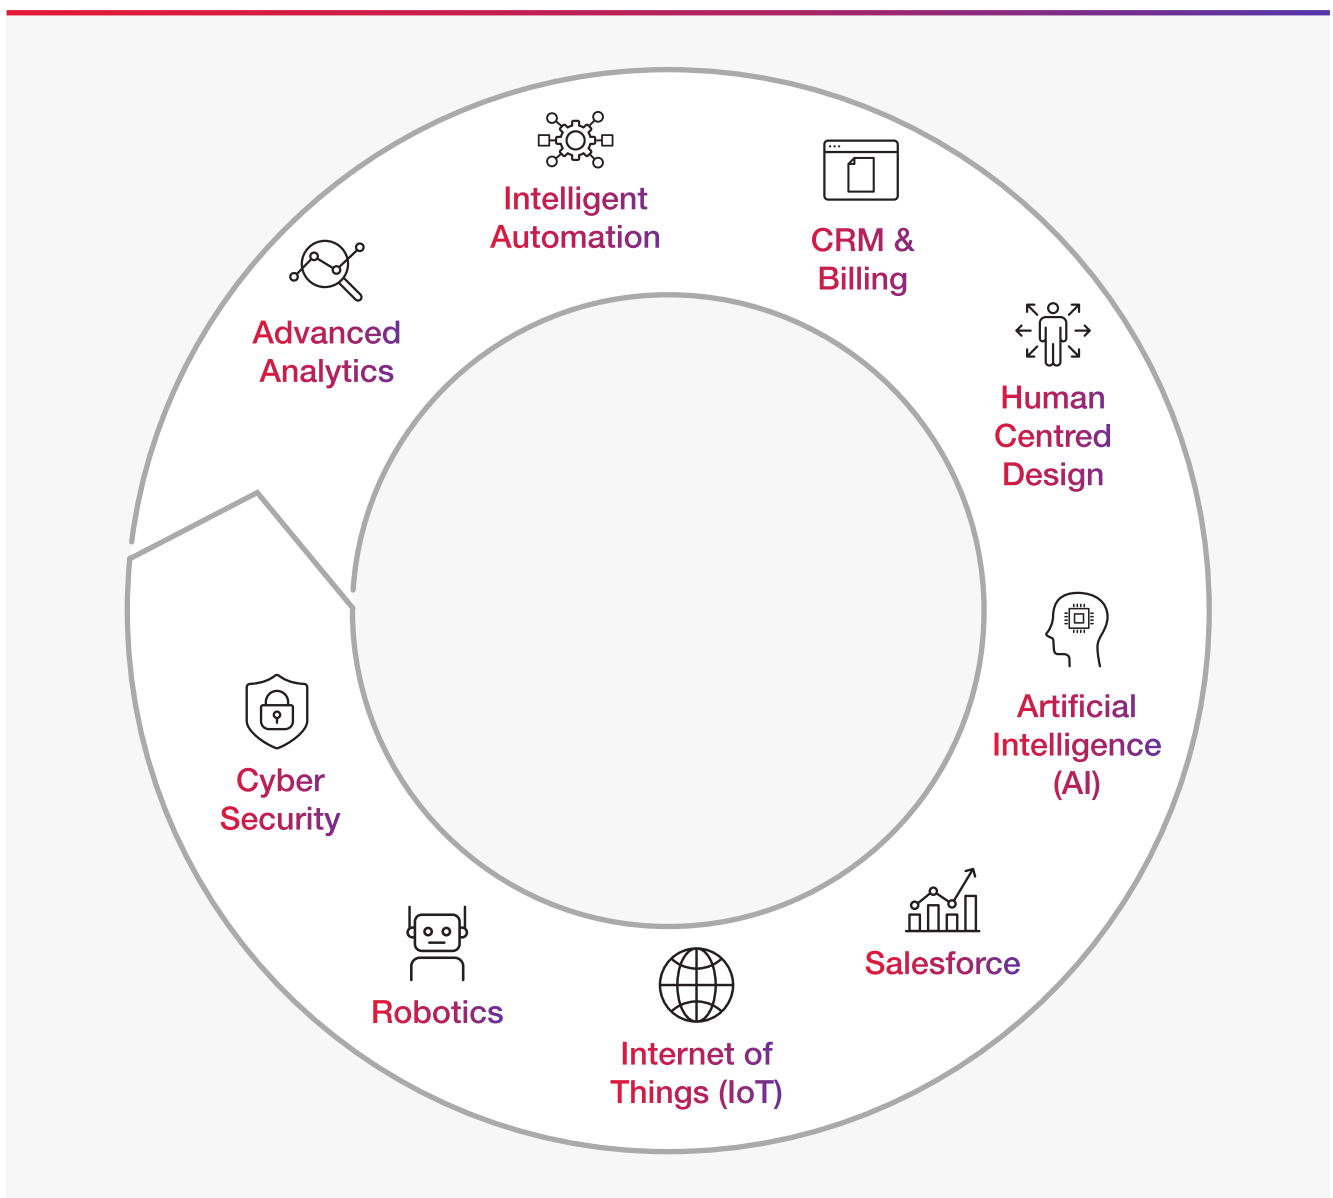 Intelligent
Automation
CRM &
Billing
Human
Centred
Design
Artificial
Intelligence
(AI)
Salesforce
Internet of
Things (IoT)
Robotics
Cyber
Security
Advanced
Analytics